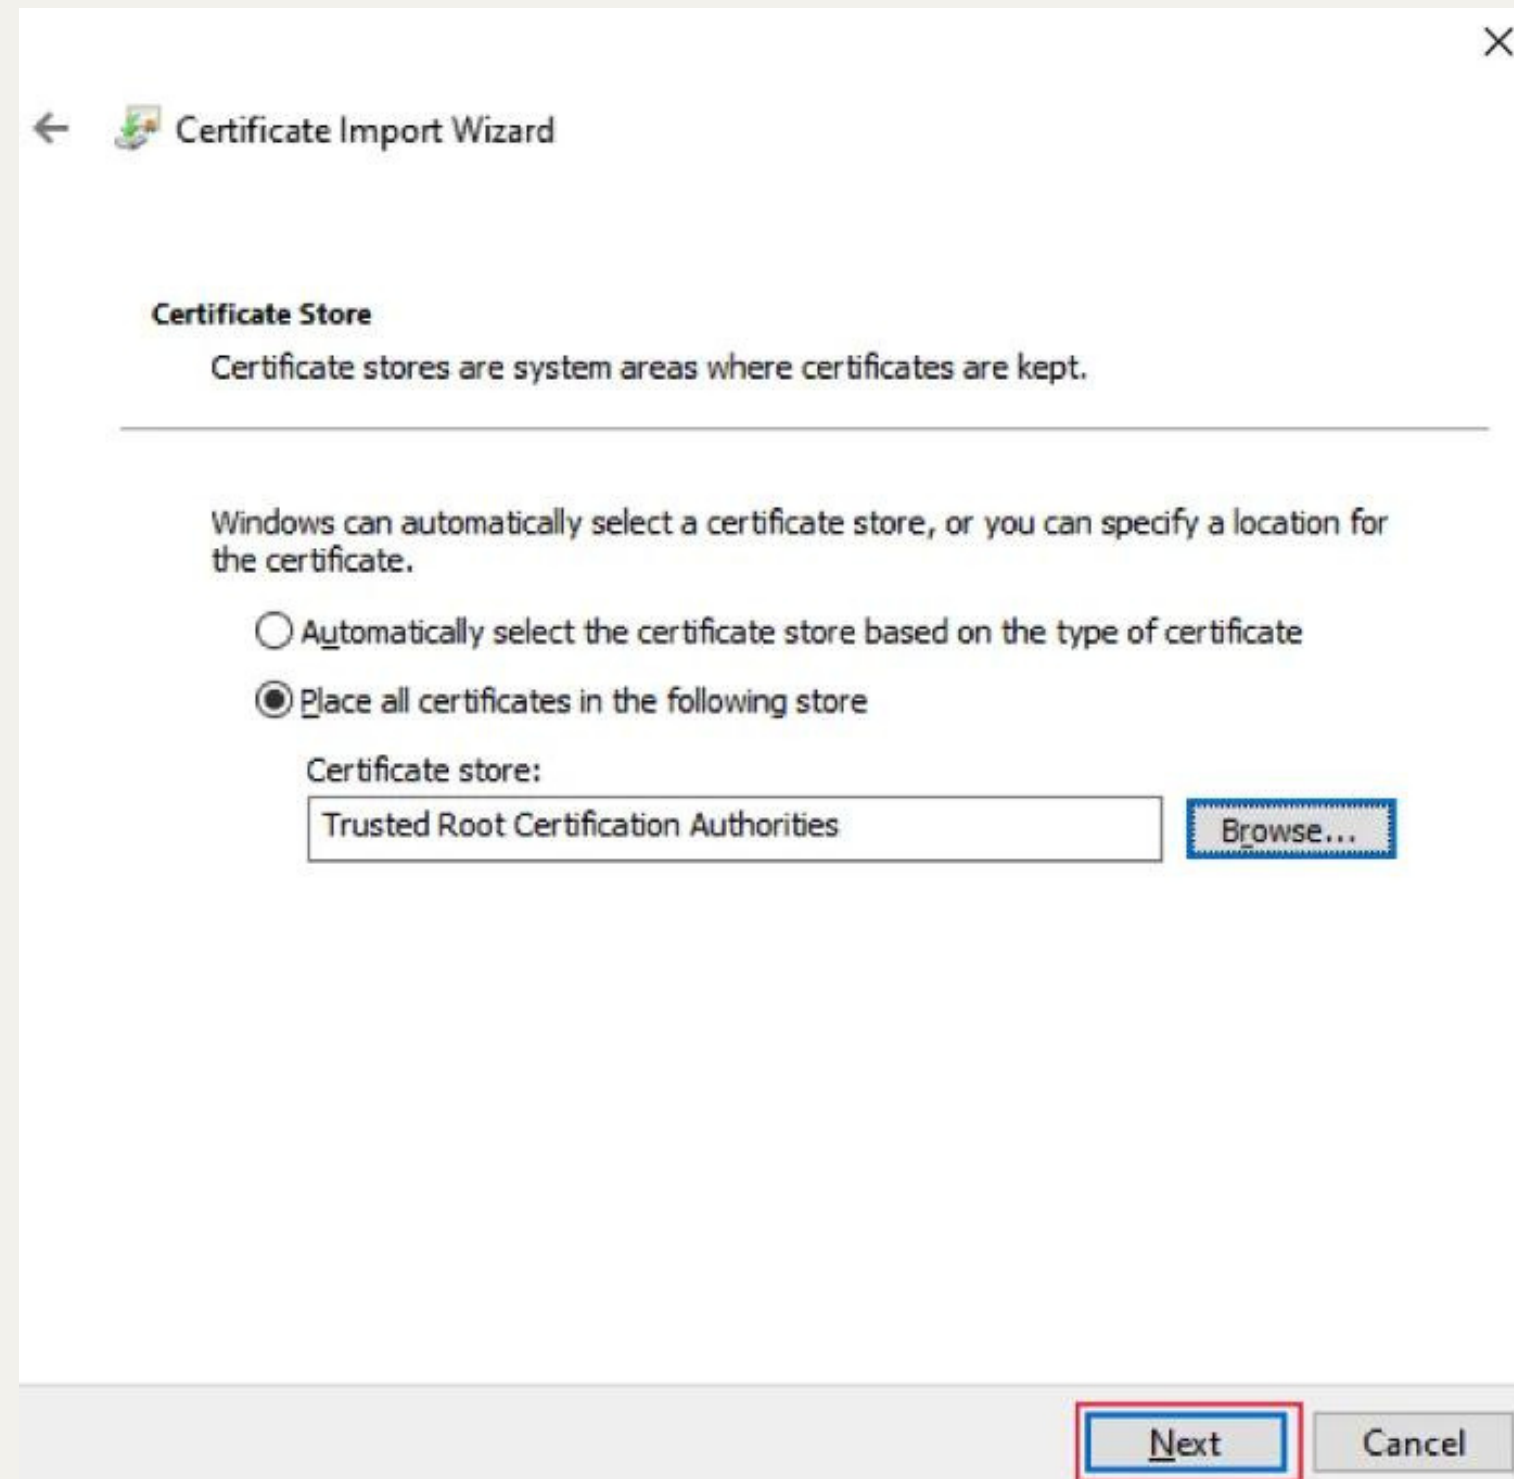 Certificate Import Wizard
Certificate Store
Certificate stores are system areas where certificates are kept.
Windows can automatically select a certificate store, or you can specify a location for
the certificate.
Automatically select the certificate store based on the type of certificate
Place all certificates in the following store
Certificate store:
Trusted Root Certification Authorities
Browse...
Next
Cancel